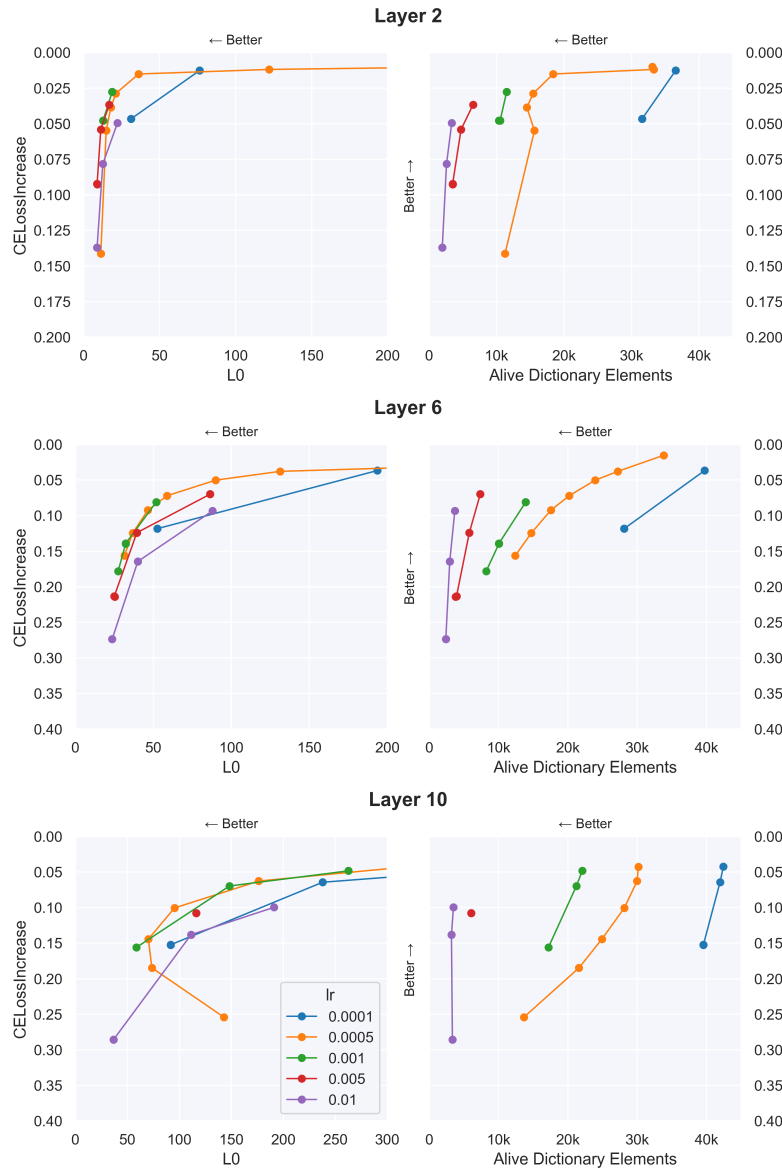 Layer 2
← Better
← Better
0.000
0.025
0.050
0.075
0.100
0.125
0.150
0.175
0.200
CELossIncrease
0
50
100
150
200
L0
Better →
0
10k
20k
30k
40k
Alive Dictionary Elements
0.000
0.025
0.050
0.075
0.100
0.125
0.150
0.175
0.200
Layer 6
← Better
← Better
0.00
0.05
0.10
0.15
0.20
0.25
0.30
0.35
0.40
CELossIncrease
0
50
100
150
200
L0
Better →
0
10k
20k
30k
40k
Alive Dictionary Elements
0.00
0.05
0.10
0.15
0.20
0.25
0.30
0.35
0.40
Layer 10
← Better
← Better
0.00
0.05
0.10
0.15
0.20
0.25
0.30
0.35
0.40
CELossIncrease
lr
0.0001
0.0005
0.001
0.005
0.01
0
50
100
150
200
250
300
L0
Better →
0
10k
20k
30k
40k
Alive Dictionary Elements
0.00
0.05
0.10
0.15
0.20
0.25
0.30
0.35
0.40